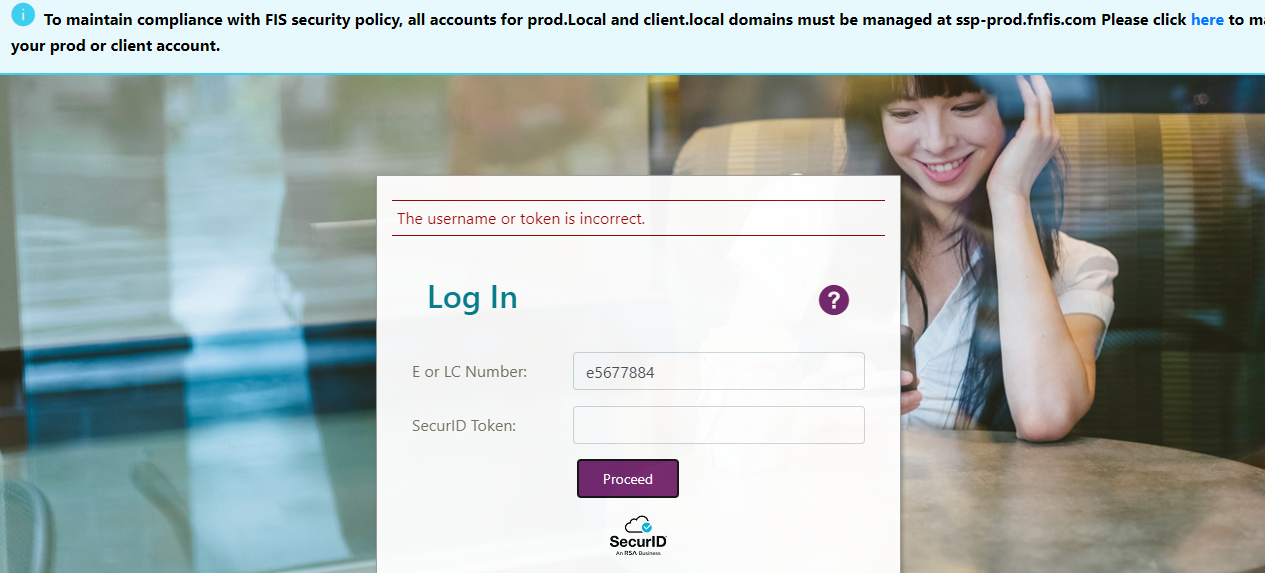 i To maintain compliance with FIS security policy, all accounts for prod.Local and client.local domains must be managed at ssp-prod.fnfis.com Please click here to
your prod or client account.
The username or token is incorrect.
Log In
?
E or LC Number:
e5677884
SecurID Token:
Proceed
SecurID
An RSA Business